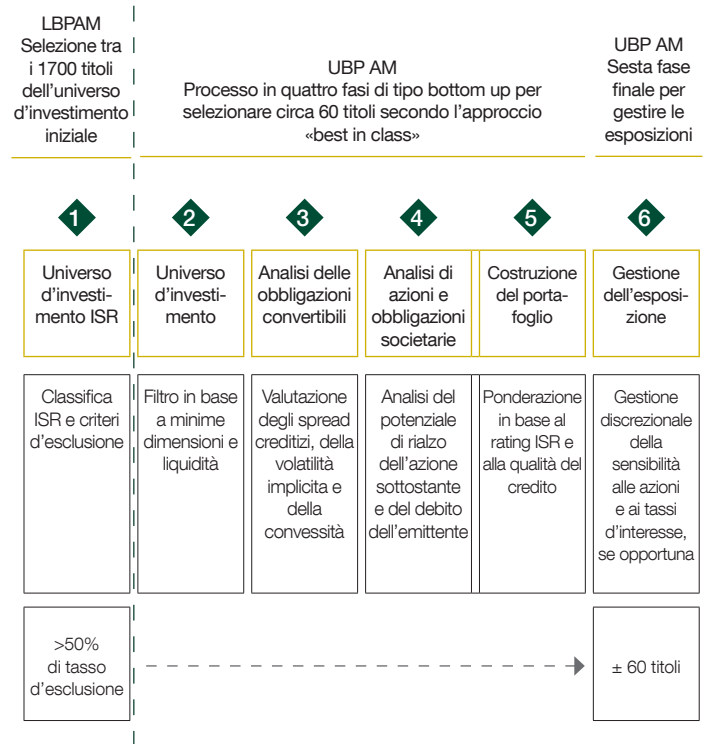 LBPAM
Selezione tra
i 1700 titoli
dell'universo
d'investimento
iniziale
UBP AM
Processo in quattro fasi di tipo bottom up per
selezionare circa 60 titoli secondo l'approccio
«best in class»
UBP AM
Sesta fase
finale per
gestire le
esposizioni
1
2
3
4
5
6
Universo
d'investi-
mento ISR
Universo
d'investi-
mento
Analisi delle
obbligazioni
convertibili
Analisi di
azioni e
obbligazioni
societarie
Costruzione
del porta-
foglio
Gestione
dell'esposi-
zione
Classifica
ISR e criteri
d'esclusione
Filtro in base
a minime
dimensioni e
liquidità
Valutazione
degli spread
creditizi, della
volatilità
implicita e
della
convessità
Analisi del
potenziale
di rialzo
dell'azione
sottostante
e del debito
dell'emittente
Ponderazione
in base al
rating ISR e
alla qualità del
credito
Gestione
discrezionale
della
sensibilità
alle azioni
e ai tassi
d'interesse,
se opportuna
>50%
di tasso
d'esclusione
± 60 titoli